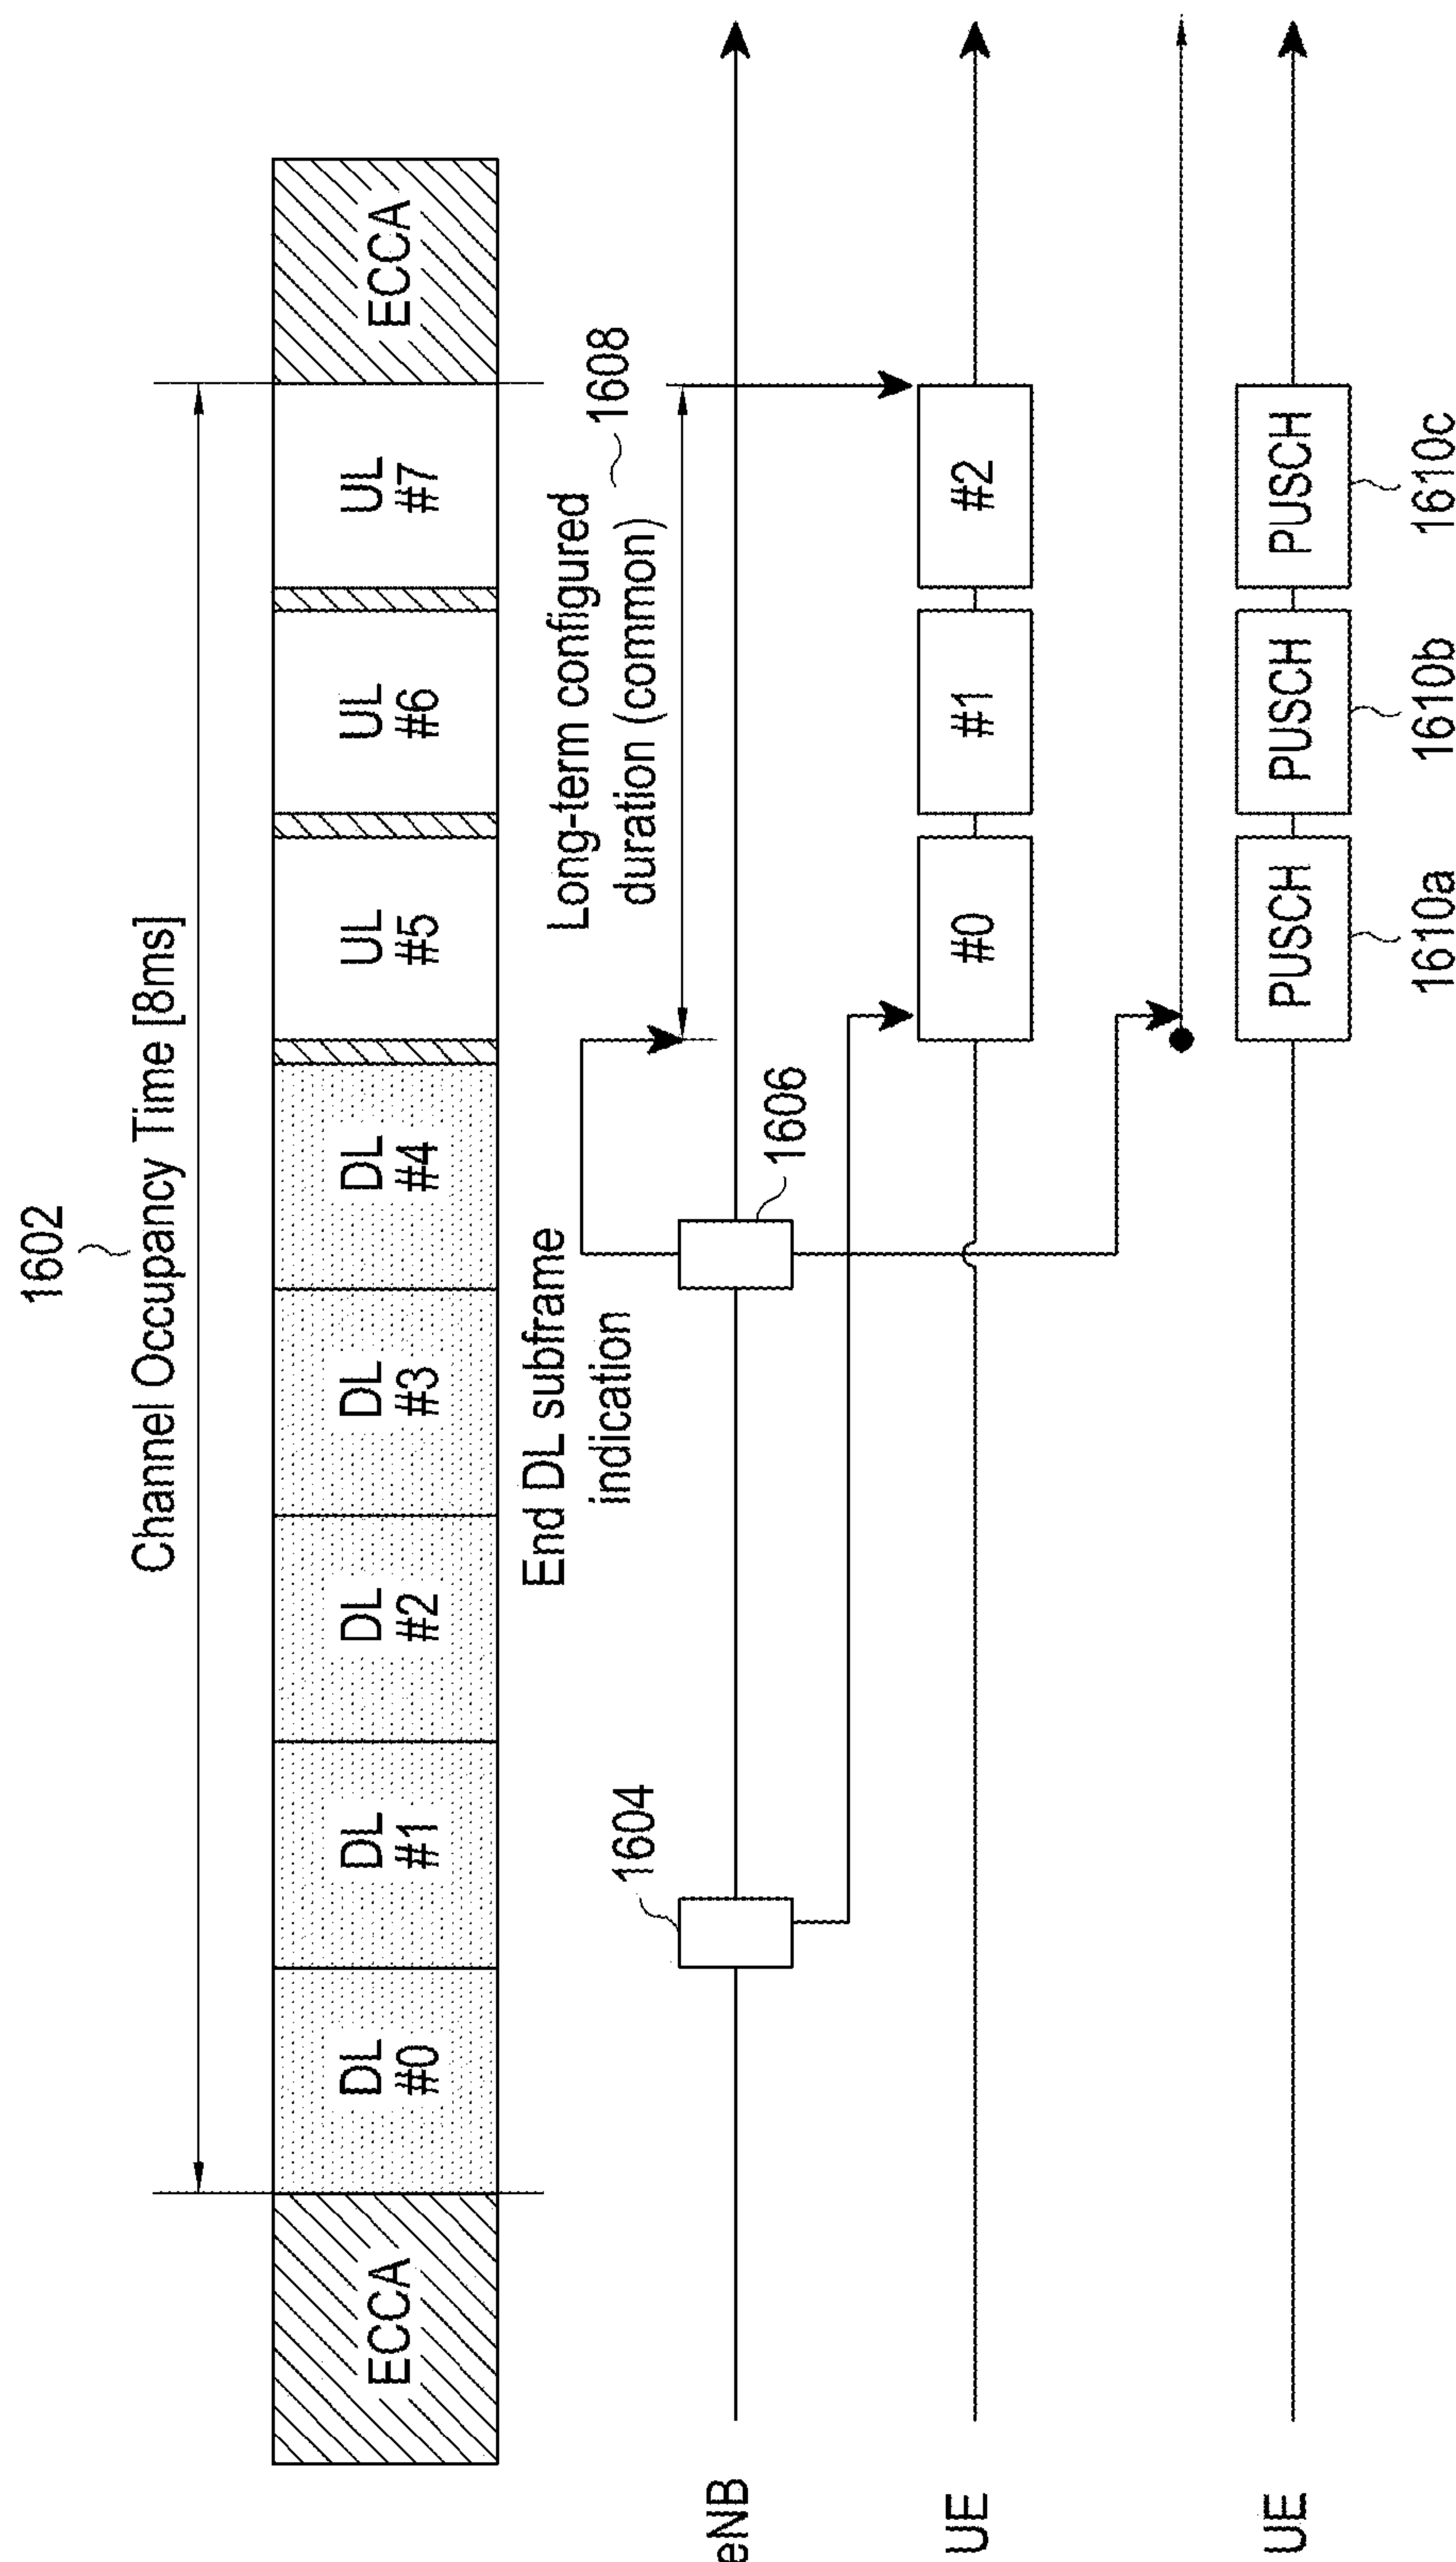 1602
Channel Occupancy Time [8ms]
ECCA
DL
#0
DL
#1
DL
#2
DL
#3
DL
#4
UL
#5
UL
#6
UL
#7
ECCA
End DL subframe
indication
Long-term configured
duration (common)
1608
1604
1606
eNB
UE
#0
#1
#2
UE
PUSCH
PUSCH
PUSCH
1610a
1610b
1610c